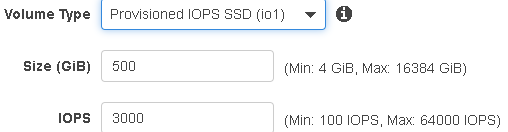 Volume Type Provisioned IOPS SSD (io1)
Size (GiB) 500 (Min: 4 GiB, Max: 16384 GiB)
IOPS 3000 (Min: 100 IOPS, Max: 64000 IOPS)